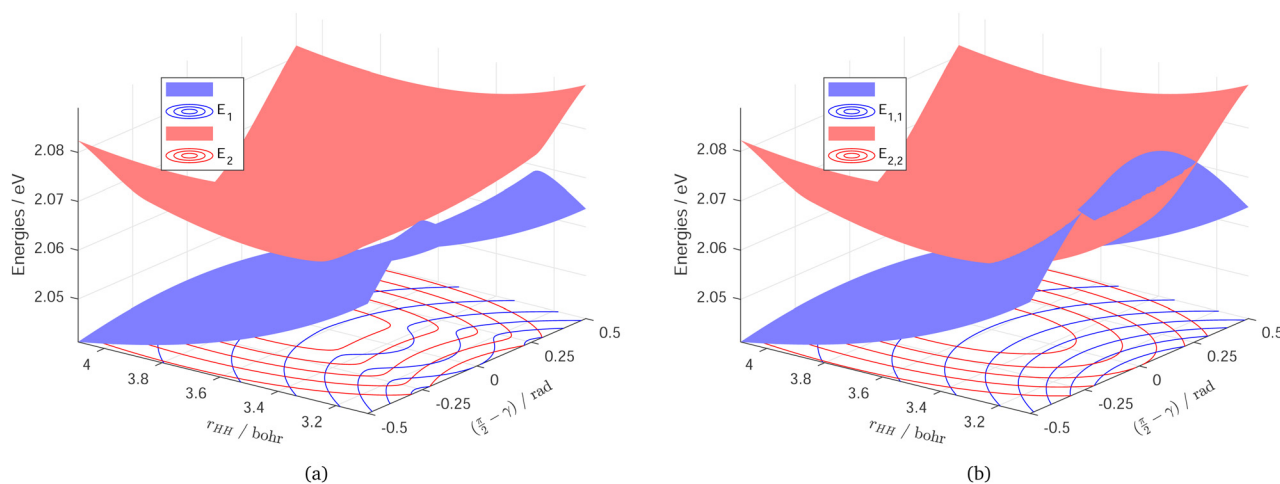 E₁
E₂
2.08
2.07
2.06
2.05
Energies / eV
4
3.8
3.6
3.4
3.2
r_HH / bohr
-0.5
-0.25
0
0.25
0.5
(π/2 − γ) / rad
(a)
E₁,₁
E₂,₂
2.08
2.07
2.06
2.05
Energies / eV
4
3.8
3.6
3.4
3.2
r_HH / bohr
-0.5
-0.25
0
0.25
0.5
(π/2 − γ) / rad
(b)